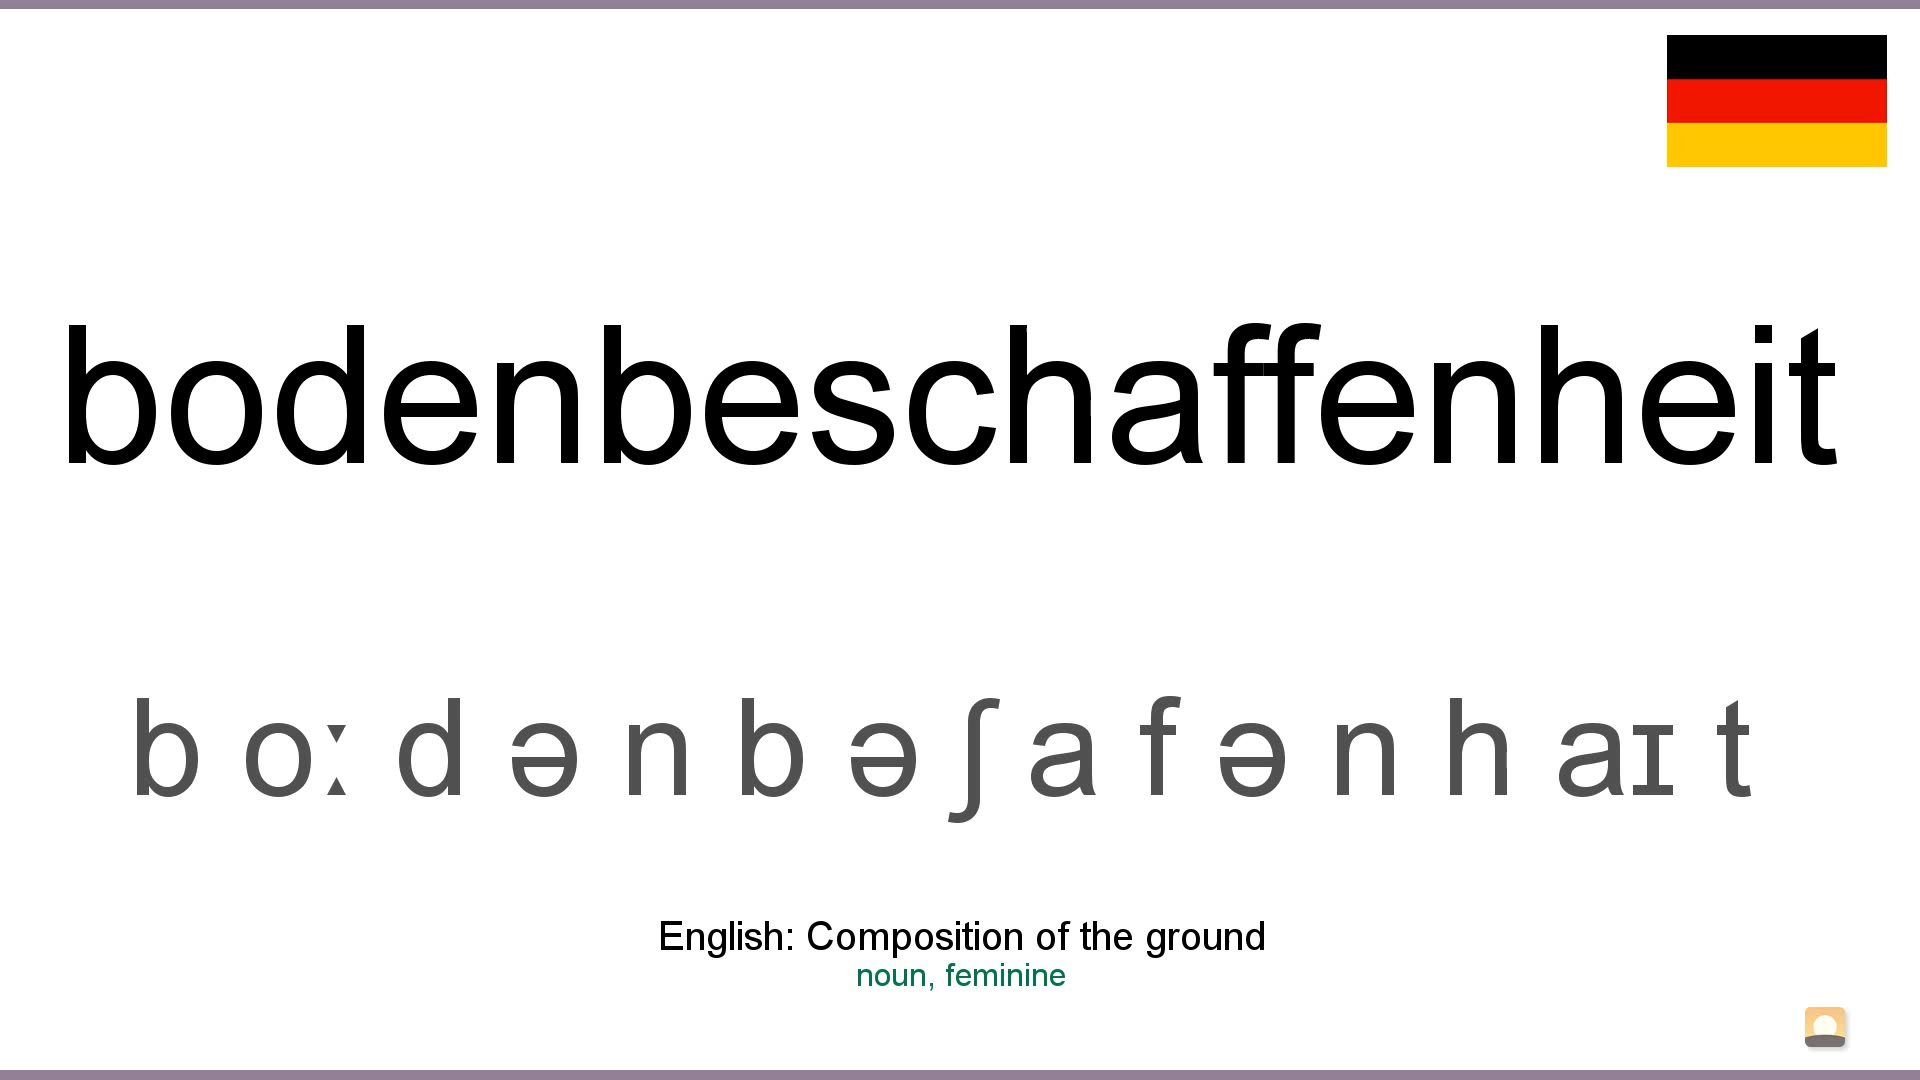 bodenbeschaffenheit
b oː d ə n b ə ʃ a f ə n h aɪ t
English: Composition of the ground
noun, feminine